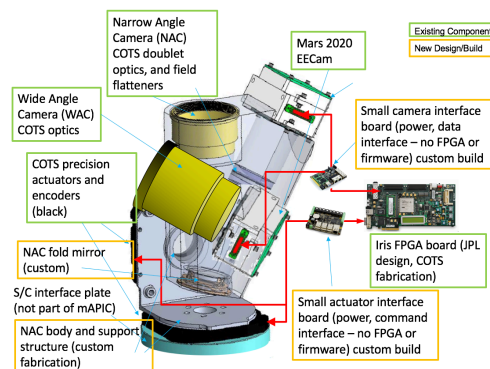 Narrow Angle
Camera (NAC)
COTS doublet
optics, and field
flatteners
Mars 2020
EECam
Existing Component
New Design/Build
Wide Angle
Camera (WAC)
COTS optics
Small camera interface
board (power, data
interface – no FPGA or
firmware) custom build
COTS precision
actuators and
encoders
(black)
Iris FPGA board (JPL
design, COTS
fabrication)
NAC fold mirror
(custom)
S/C interface plate
(not part of mAPIC)
Small actuator interface
board (power, command
interface – no FPGA or
firmware) custom build
NAC body and support
structure (custom
fabrication)